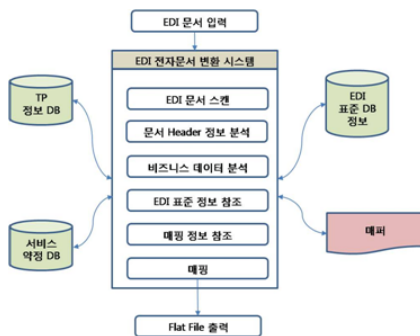 EDI 문서 입력
EDI 전자문서 변환 시스템
TP
정보 DB
EDI
표준 DB
정보
EDI 문서 스캔
문서 Header 정보 분석
비즈니스 데이터 분석
EDI 표준 정보 참조
매핑 정보 참조
매핑
서비스
약정 DB
매퍼
Flat File 출력